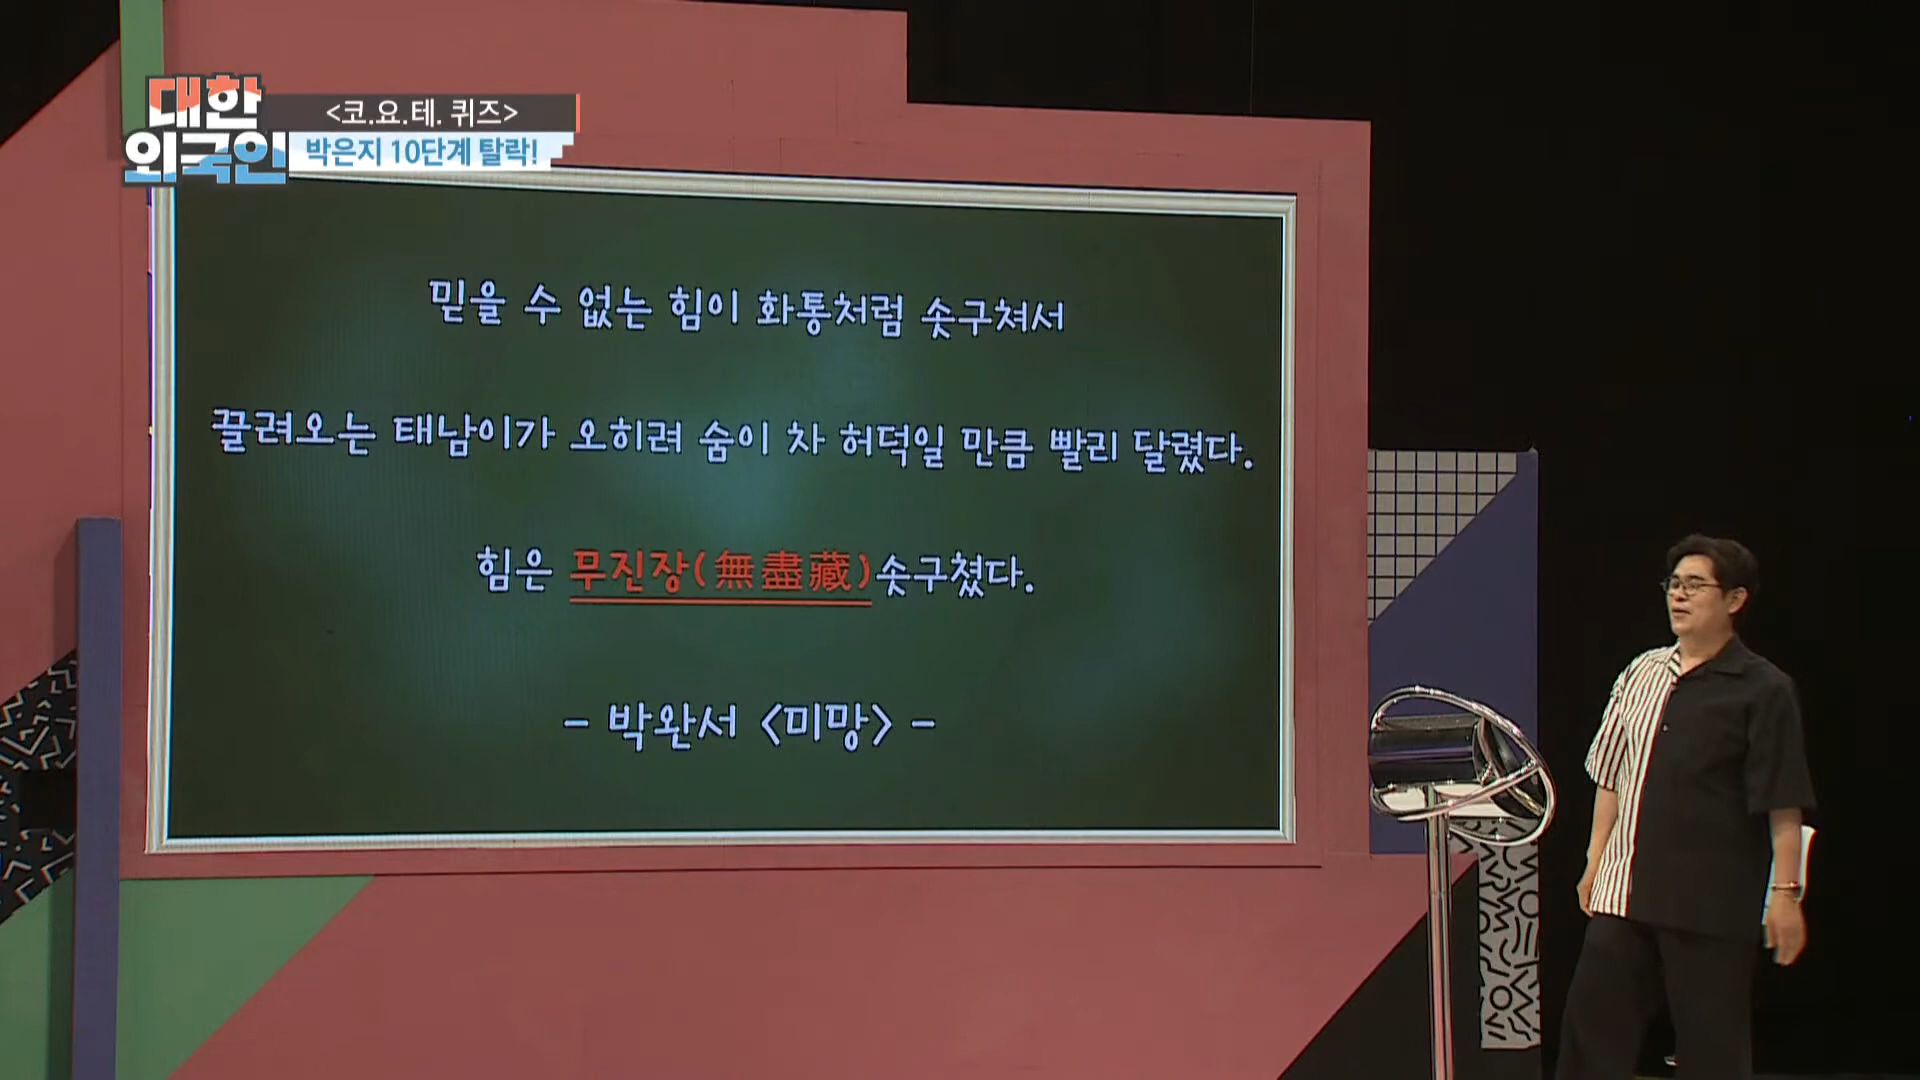 대한
외국인
<코.요.테. 퀴즈>
박은지 10단계 탈락!
믿을 수 없는 힘이 화통처럼 솟구쳐서
끌려오는 태남이가 오히려 숨이 차 허덕일 만큼 빨리 달렸다.
힘은 무진장(無盡藏)솟구쳤다.
- 박완서 <미망> -